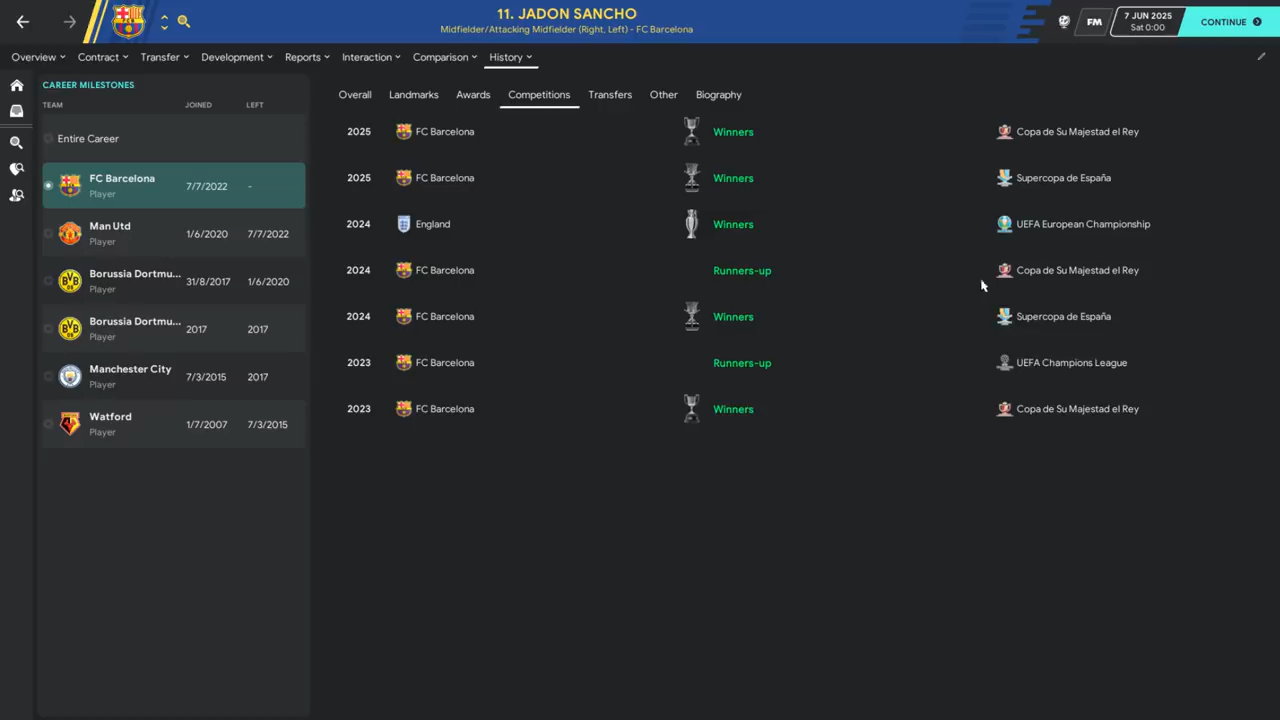 11. JADON SANCHO
Midfielder/Attacking Midfielder (Right, Left) - FC Barcelona
FM
7 JUN 2025
Sat 0:00
CONTINUE
Overview
Contract
Transfer
Development
Reports
Interaction
Comparison
History
CAREER MILESTONES
TEAM JOINED LEFT
Entire Career
FC Barcelona
Player
7/7/2022 -
Man Utd
Player
1/6/2020 7/7/2022
Borussia Dortmu...
Player
31/8/2017 1/6/2020
Borussia Dortmu...
Player
2017 2017
Manchester City
Player
7/3/2015 2017
Watford
Player
1/7/2007 7/3/2015
Overall Landmarks Awards Competitions Transfers Other Biography
2025 FC Barcelona Winners Copa de Su Majestad el Rey
2025 FC Barcelona Winners Supercopa de España
2024 England Winners UEFA European Championship
2024 FC Barcelona Runners-up Copa de Su Majestad el Rey
2024 FC Barcelona Winners Supercopa de España
2023 FC Barcelona Runners-up UEFA Champions League
2023 FC Barcelona Winners Copa de Su Majestad el Rey